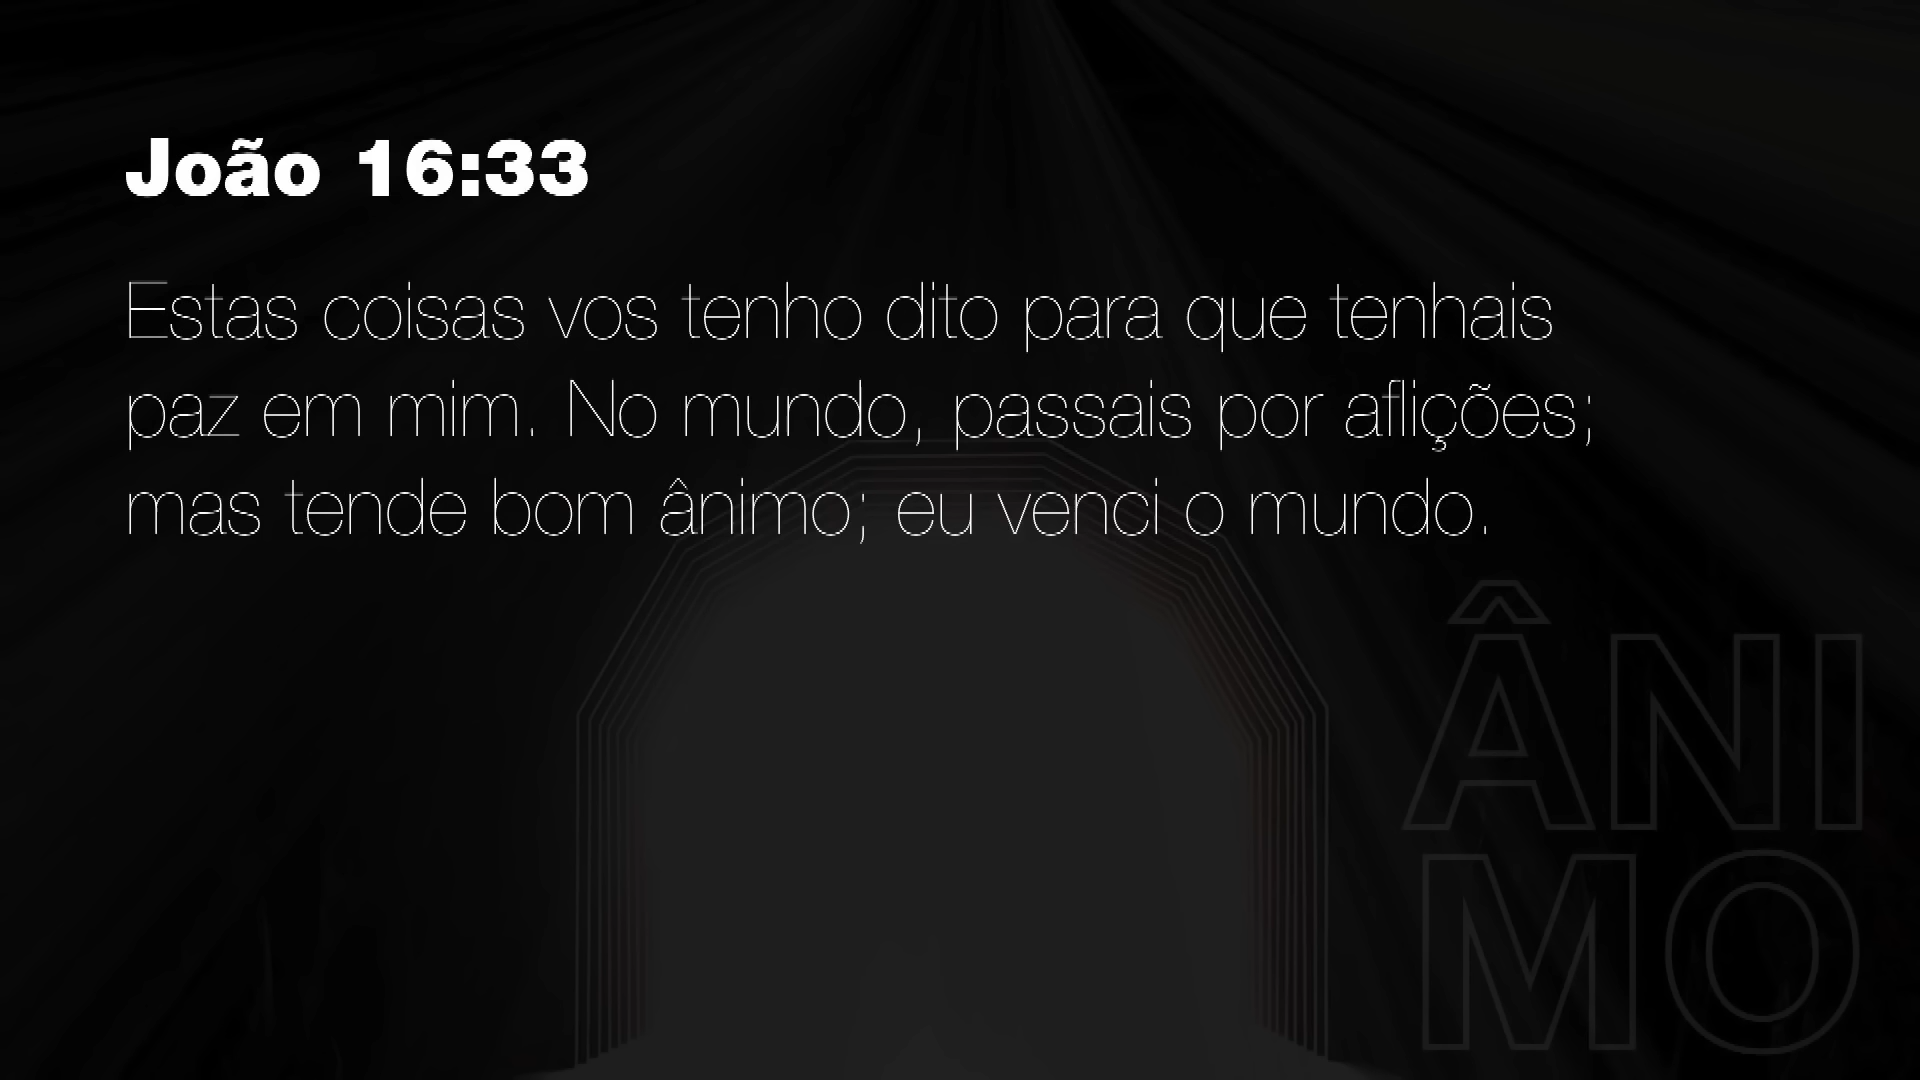 João 16:33
Estas coisas vos tenho dito para que tenhais
paz em mim. No mundo, passais por aflições;
mas tende bom ânimo; eu venci o mundo.
ÂNI
MO